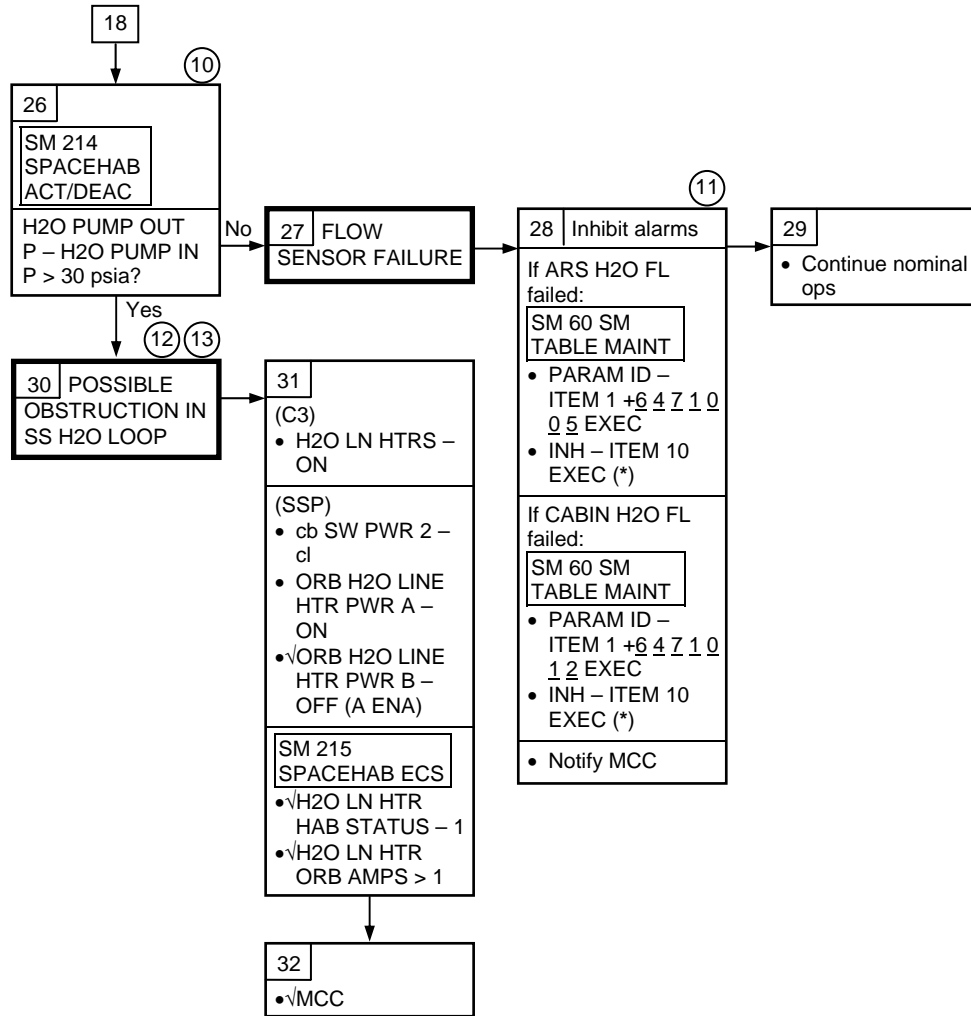 18
10
26
SM 214
SPACEHAB
ACT/DEAC
H2O PUMP OUT
P – H2O PUMP IN
P > 30 psia?
No
Yes
27 FLOW
SENSOR FAILURE
11
28 Inhibit alarms
If ARS H2O FL
failed:
SM 60 SM
TABLE MAINT
• PARAM ID –
ITEM 1 +6 4 7 1 0
0 5 EXEC
• INH – ITEM 10
EXEC (*)
If CABIN H2O FL
failed:
SM 60 SM
TABLE MAINT
• PARAM ID –
ITEM 1 +6 4 7 1 0
1 2 EXEC
• INH – ITEM 10
EXEC (*)
• Notify MCC
29
• Continue nominal
ops
12 13
30 POSSIBLE
OBSTRUCTION IN
SS H2O LOOP
31
(C3)
• H2O LN HTRS –
ON
(SSP)
• cb SW PWR 2 –
cl
• ORB H2O LINE
HTR PWR A –
ON
•√ORB H2O LINE
HTR PWR B –
OFF (A ENA)
SM 215
SPACEHAB ECS
•√H2O LN HTR
HAB STATUS – 1
•√H2O LN HTR
ORB AMPS > 1
32
•√MCC